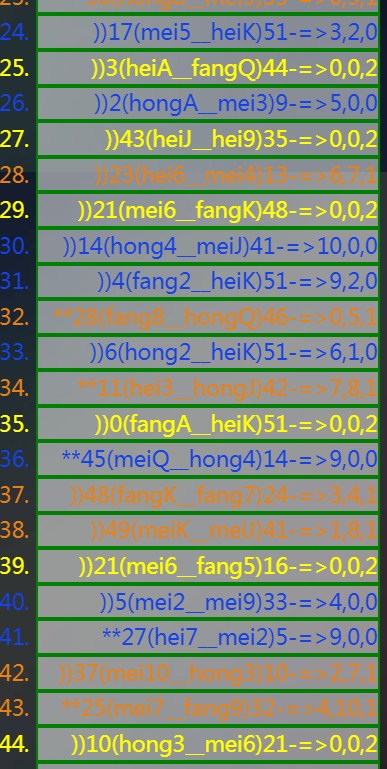 24. ))17(mei5__heiK)51-=>3,2,0
25. ))3(heiA__fangQ)44-=>0,0,2
26. ))2(hongA__mei3)9-=>5,0,0
27. ))43(heiJ__hei9)35-=>0,0,2
28. ))23(hei6__mei4)13-=>6,7,1
29. ))21(mei6__fangK)48-=>0,0,2
30. ))14(hong4__meiJ)41-=>10,0,0
31. ))4(fang2__heiK)51-=>9,2,0
32. **28(fang8__hongQ)46-=>0,5,1
33. ))6(hong2__heiK)51-=>6,1,0
34. **11(hei3__hongJ)42-=>7,8,1
35. ))0(fangA__heiK)51-=>0,0,2
36. **45(meiQ__hong4)14-=>9,0,0
37. ))48(fangK__fang7)24-=>3,4,1
38. ))49(meiK__meiJ)41-=>1,8,1
39. ))21(mei6__fang5)16-=>0,0,2
40. ))5(mei2__mei9)33-=>4,0,0
41. **27(hei7__mei2)5-=>9,0,0
42. ))37(mei10__hong3)10-=>2,7,1
43. **25(mei7__fang9)32-=>4,10,1
44. ))10(hong3__mei6)21-=>0,0,2